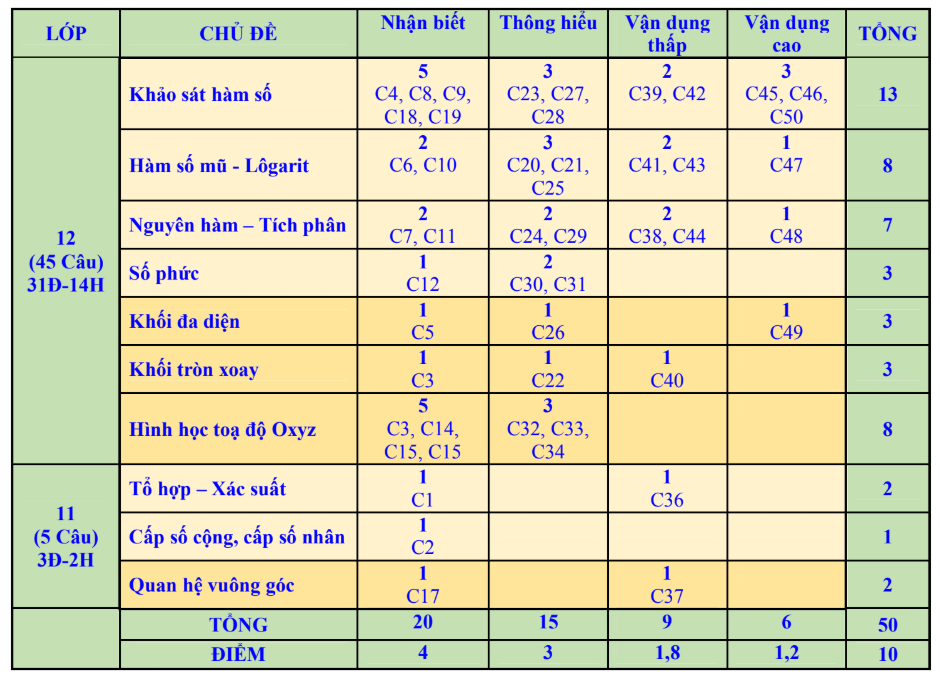 LỚP
CHỦ ĐỀ
Nhận biết
Thông hiểu
Vận dụng
thấp
Vận dụng
cao
TỔNG
12
(45 Câu)
31Đ-14H
Khảo sát hàm số
5
C4, C8, C9,
C18, C19
3
C23, C27,
C28
2
C39, C42
3
C45, C46,
C50
13
Hàm số mũ - Lôgarit
2
C6, C10
3
C20, C21,
C25
2
C41, C43
1
C47
8
Nguyên hàm – Tích phân
2
C7, C11
2
C24, C29
2
C38, C44
1
C48
7
Số phức
1
C12
2
C30, C31
3
Khối đa diện
1
C5
1
C26
1
C49
3
Khối tròn xoay
1
C3
1
C22
1
C40
3
Hình học toạ độ Oxyz
5
C3, C14,
C15, C15
3
C32, C33,
C34
8
11
(5 Câu)
3Đ-2H
Tổ hợp – Xác suất
1
C1
1
C36
2
Cấp số cộng, cấp số nhân
1
C2
1
Quan hệ vuông góc
1
C17
1
C37
2
TỔNG
20
15
9
6
50
ĐIỂM
4
3
1,8
1,2
10